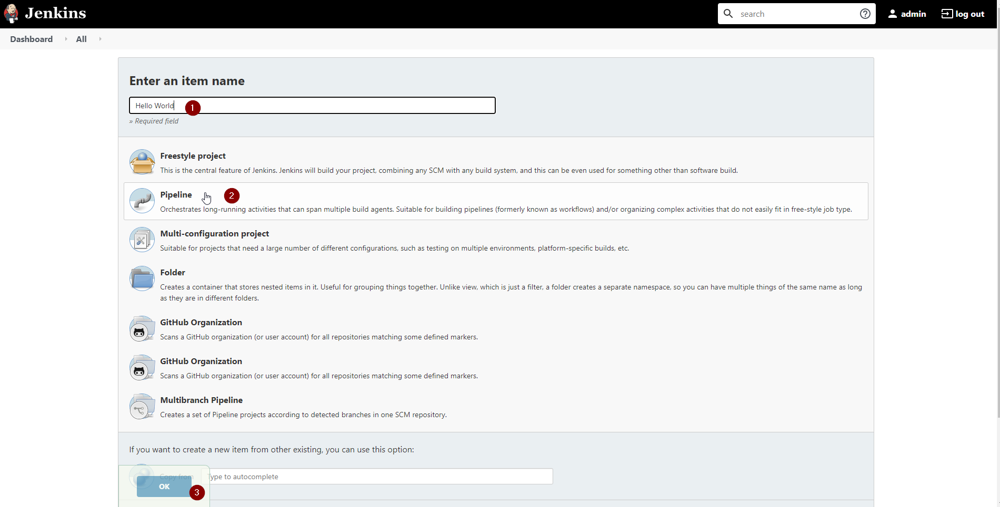 Jenkins
search
admin
log out
Dashboard
All
Enter an item name
Hello World
1
» Required field
Freestyle project
This is the central feature of Jenkins. Jenkins will build your project, combining any SCM with any build system, and this can be even used for something other than software build.
Pipeline
2
Orchestrates long-running activities that can span multiple build agents. Suitable for building pipelines (formerly known as workflows) and/or organizing complex activities that do not easily fit in free-style job type.
Multi-configuration project
Suitable for projects that need a large number of different configurations, such as testing on multiple environments, platform-specific builds, etc.
Folder
Creates a container that stores nested items in it. Useful for grouping things together. Unlike view, which is just a filter, a folder creates a separate namespace, so you can have multiple things of the same name as long
as they are in different folders.
GitHub Organization
Scans a GitHub organization (or user account) for all repositories matching some defined markers.
GitHub Organization
Scans a GitHub organization (or user account) for all repositories matching some defined markers.
Multibranch Pipeline
Creates a set of Pipeline projects according to detected branches in one SCM repository.
If you want to create a new item from other existing, you can use this option:
Copy from
Type to autocomplete
OK
3